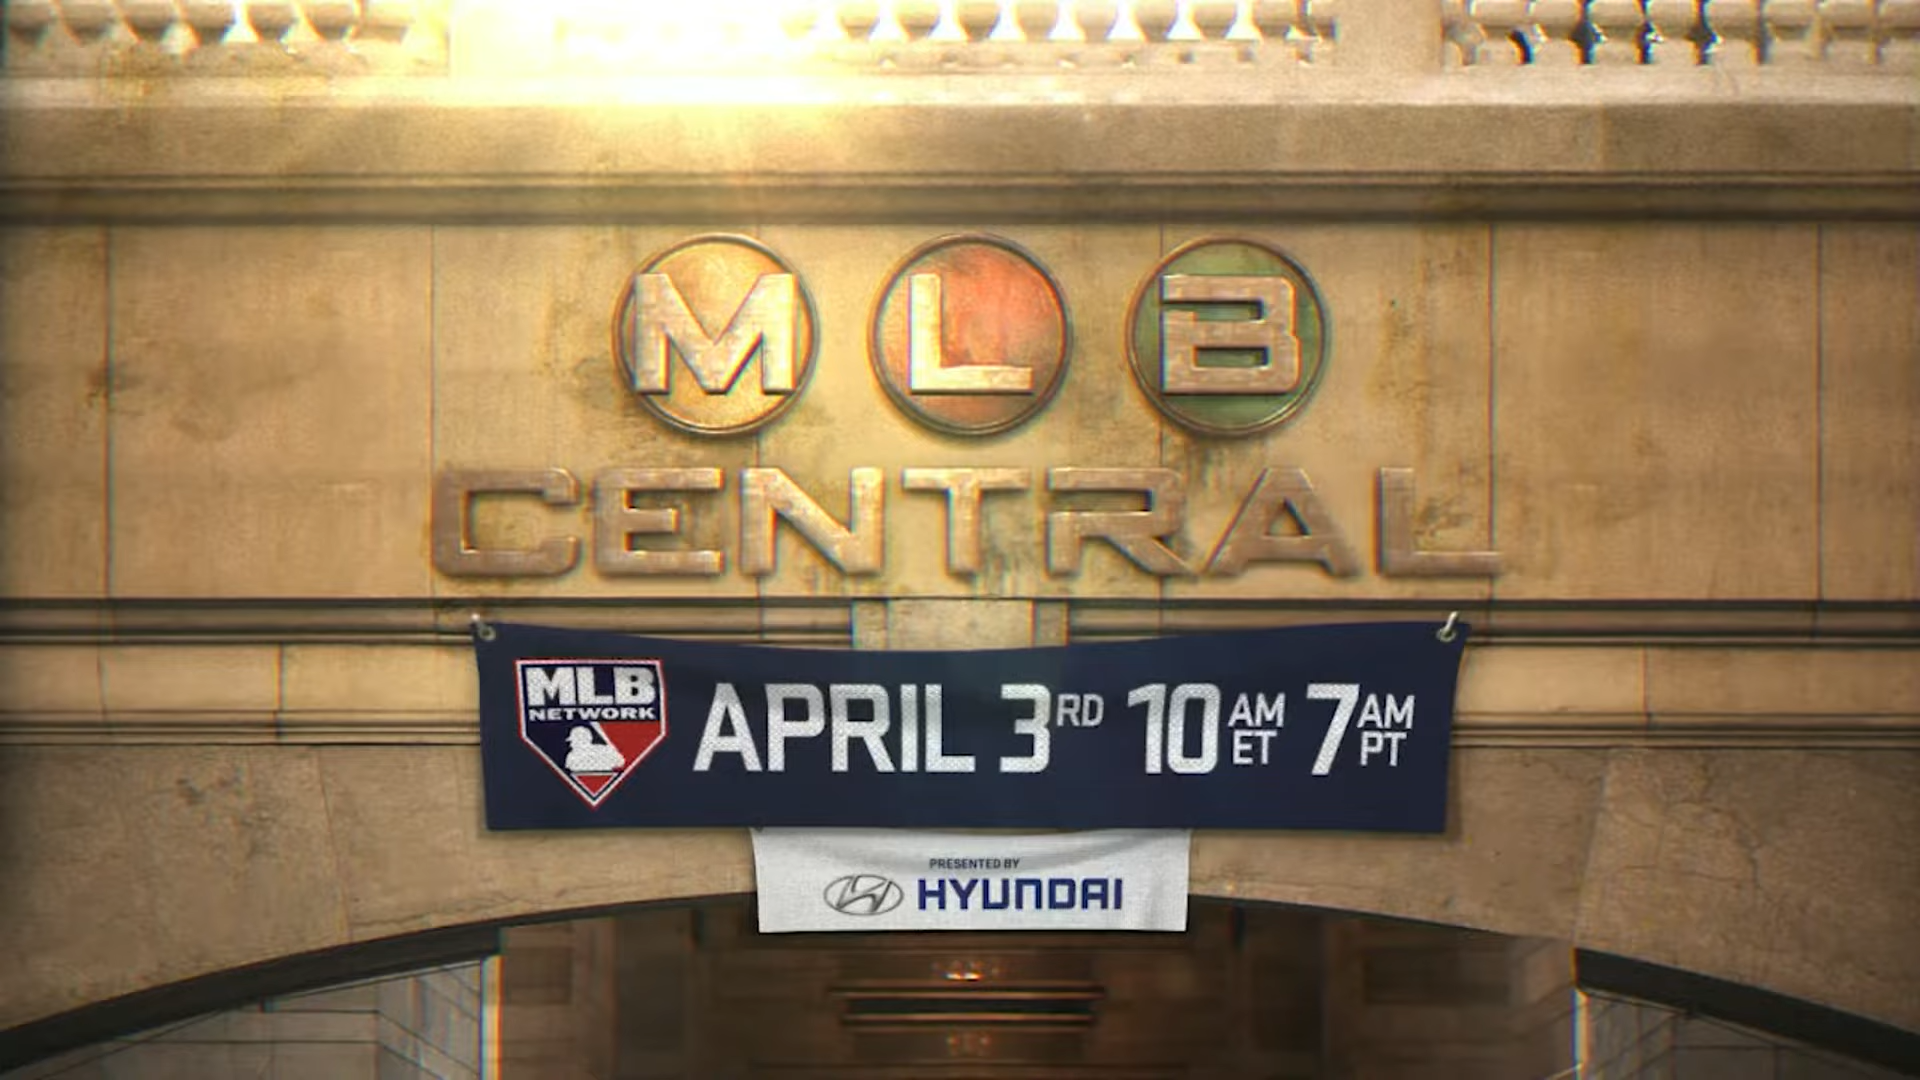 MLB
CENTRAL
MLB NETWORK
APRIL 3RD 10 AM ET 7 AM PT
PRESENTED BY
HYUNDAI